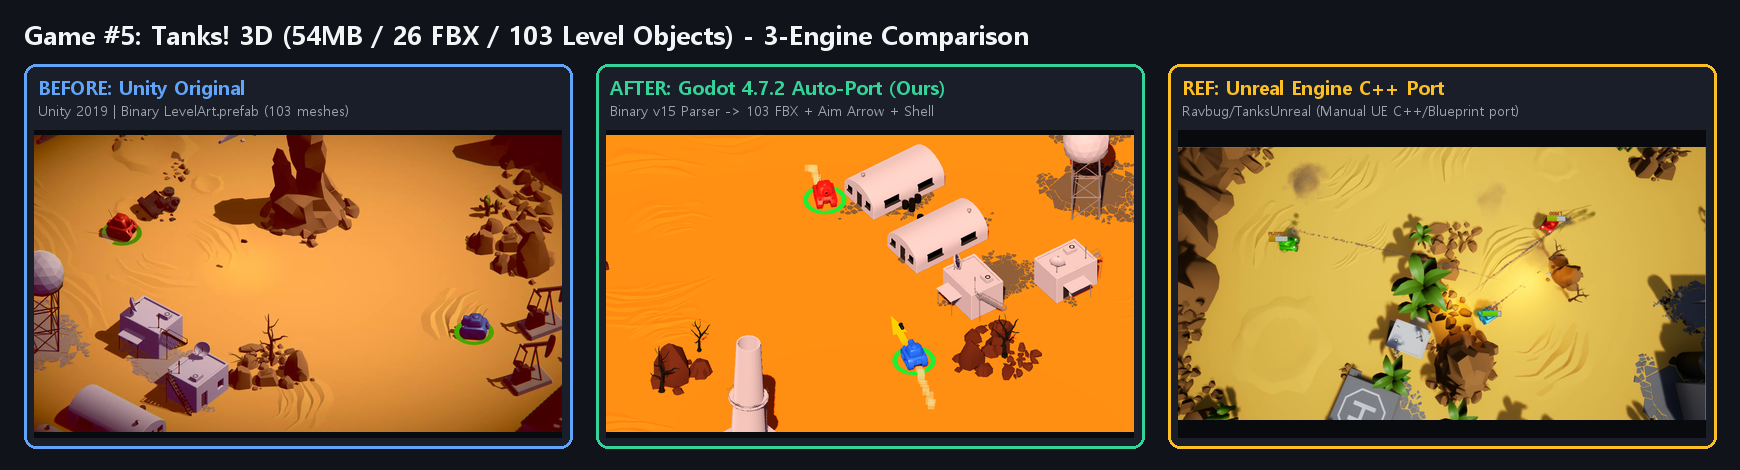 Game #5: Tanks! 3D (54MB / 26 FBX / 103 Level Objects) - 3-Engine Comparison
BEFORE: Unity Original
Unity 2019 | Binary LevelArt.prefab (103 meshes)
AFTER: Godot 4.7.2 Auto-Port (Ours)
Binary v15 Parser -> 103 FBX + Aim Arrow + Shell
REF: Unreal Engine C++ Port
Ravbug/TanksUnreal (Manual UE C++/Blueprint port)
H